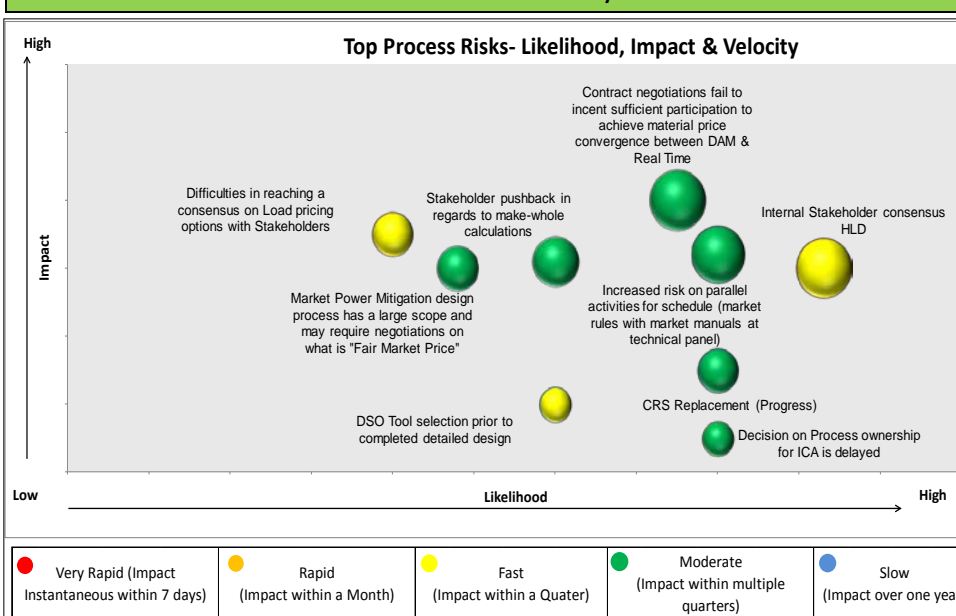 High
Top Process Risks- Likelihood, Impact & Velocity
Contract negotiations fail to
incent sufficient participation to
achieve material price
convergence between DAM &
Real Time
Difficulties in reaching a
consensus on Load pricing
options with Stakeholders
Stakeholder pushback in
regards to make-whole
calculations
Internal Stakeholder consensus
HLD
Impact
Market Power Mitigation design
process has a large scope and
may require negotiations on
what is "Fair Market Price"
Increased risk on parallel
activities for schedule (market
rules with market manuals at
technical panel)
CRS Replacement (Progress)
DSO Tool selection prior to
completed detailed design
Decision on Process ownership
for ICA is delayed
Low
Likelihood
High
Very Rapid (Impact
Instantaneous within 7 days)
Rapid
(Impact within a Month)
Fast
(Impact within a Quater)
Moderate
(Impact within multiple
quarters)
Slow
(Impact over one yea